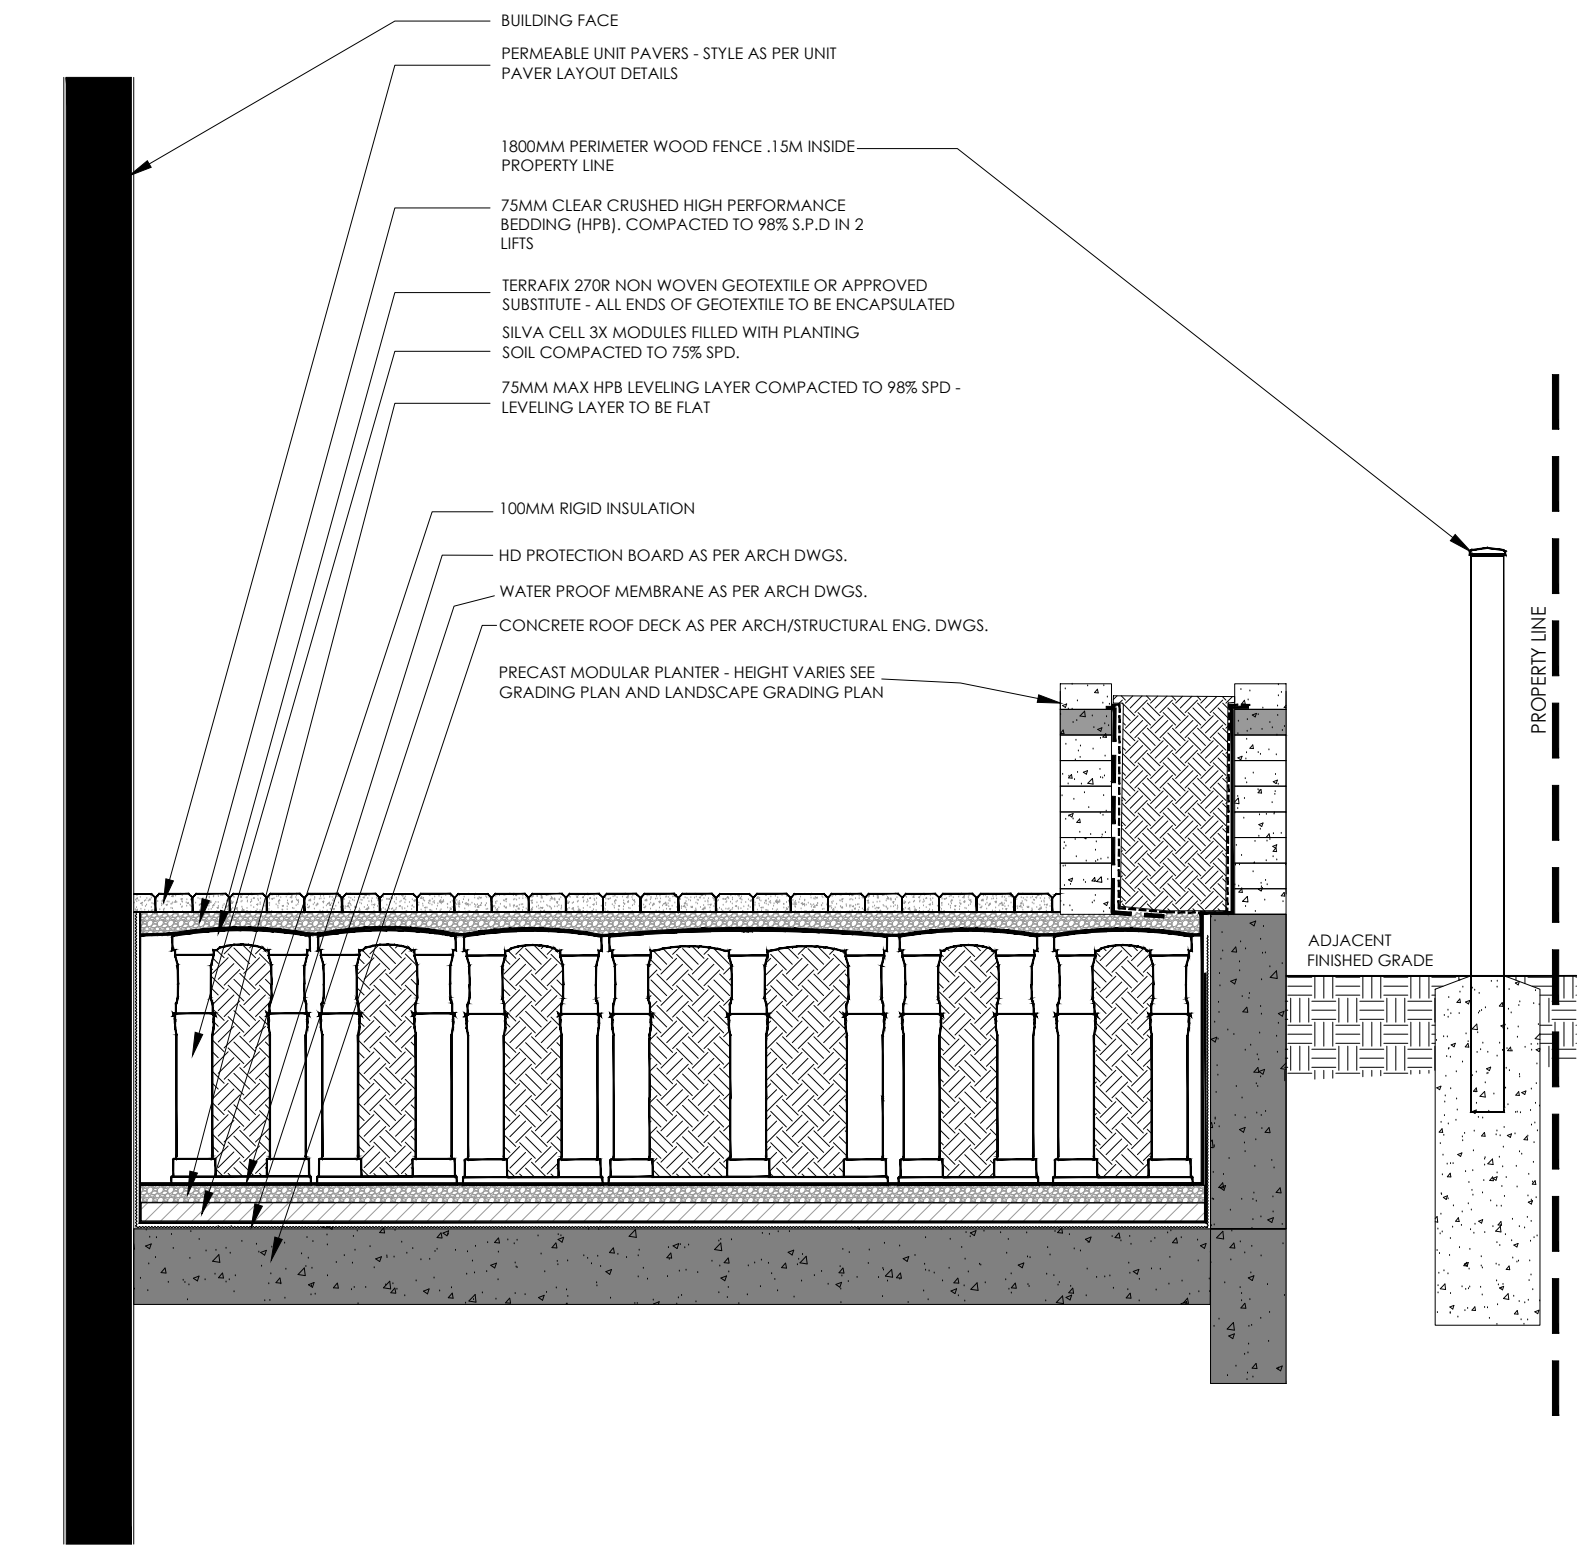 BUILDING FACE
PERMEABLE UNIT PAVERS - STYLE AS PER UNIT
PAVER LAYOUT DETAILS
1800MM PERIMETER WOOD FENCE .15M INSIDE
PROPERTY LINE
75MM CLEAR CRUSHED HIGH PERFORMANCE
BEDDING (HPB). COMPACTED TO 98% S.P.D IN 2
LIFTS
TERRAFIX 270R NON WOVEN GEOTEXTILE OR APPROVED
SUBSTITUTE - ALL ENDS OF GEOTEXTILE TO BE ENCAPSULATED
SILVA CELL 3X MODULES FILLED WITH PLANTING
SOIL COMPACTED TO 75% SPD.
75MM MAX HPB LEVELING LAYER COMPACTED TO 98% SPD -
LEVELING LAYER TO BE FLAT
100MM RIGID INSULATION
HD PROTECTION BOARD AS PER ARCH DWGS.
WATER PROOF MEMBRANE AS PER ARCH DWGS.
CONCRETE ROOF DECK AS PER ARCH/STRUCTURAL ENG. DWGS.
PRECAST MODULAR PLANTER - HEIGHT VARIES SEE
GRADING PLAN AND LANDSCAPE GRADING PLAN
PROPERTY LINE
ADJACENT
FINISHED GRADE